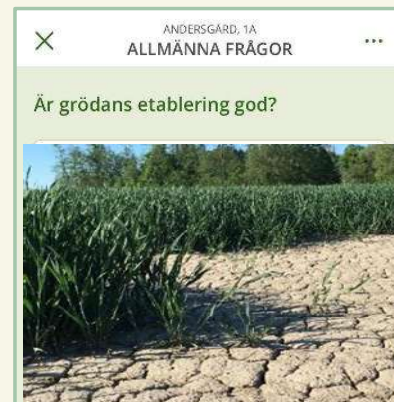 ANDERSGÅRD, 1A
ALLMÄNNA FRÅGOR
Är grödans etablering god?